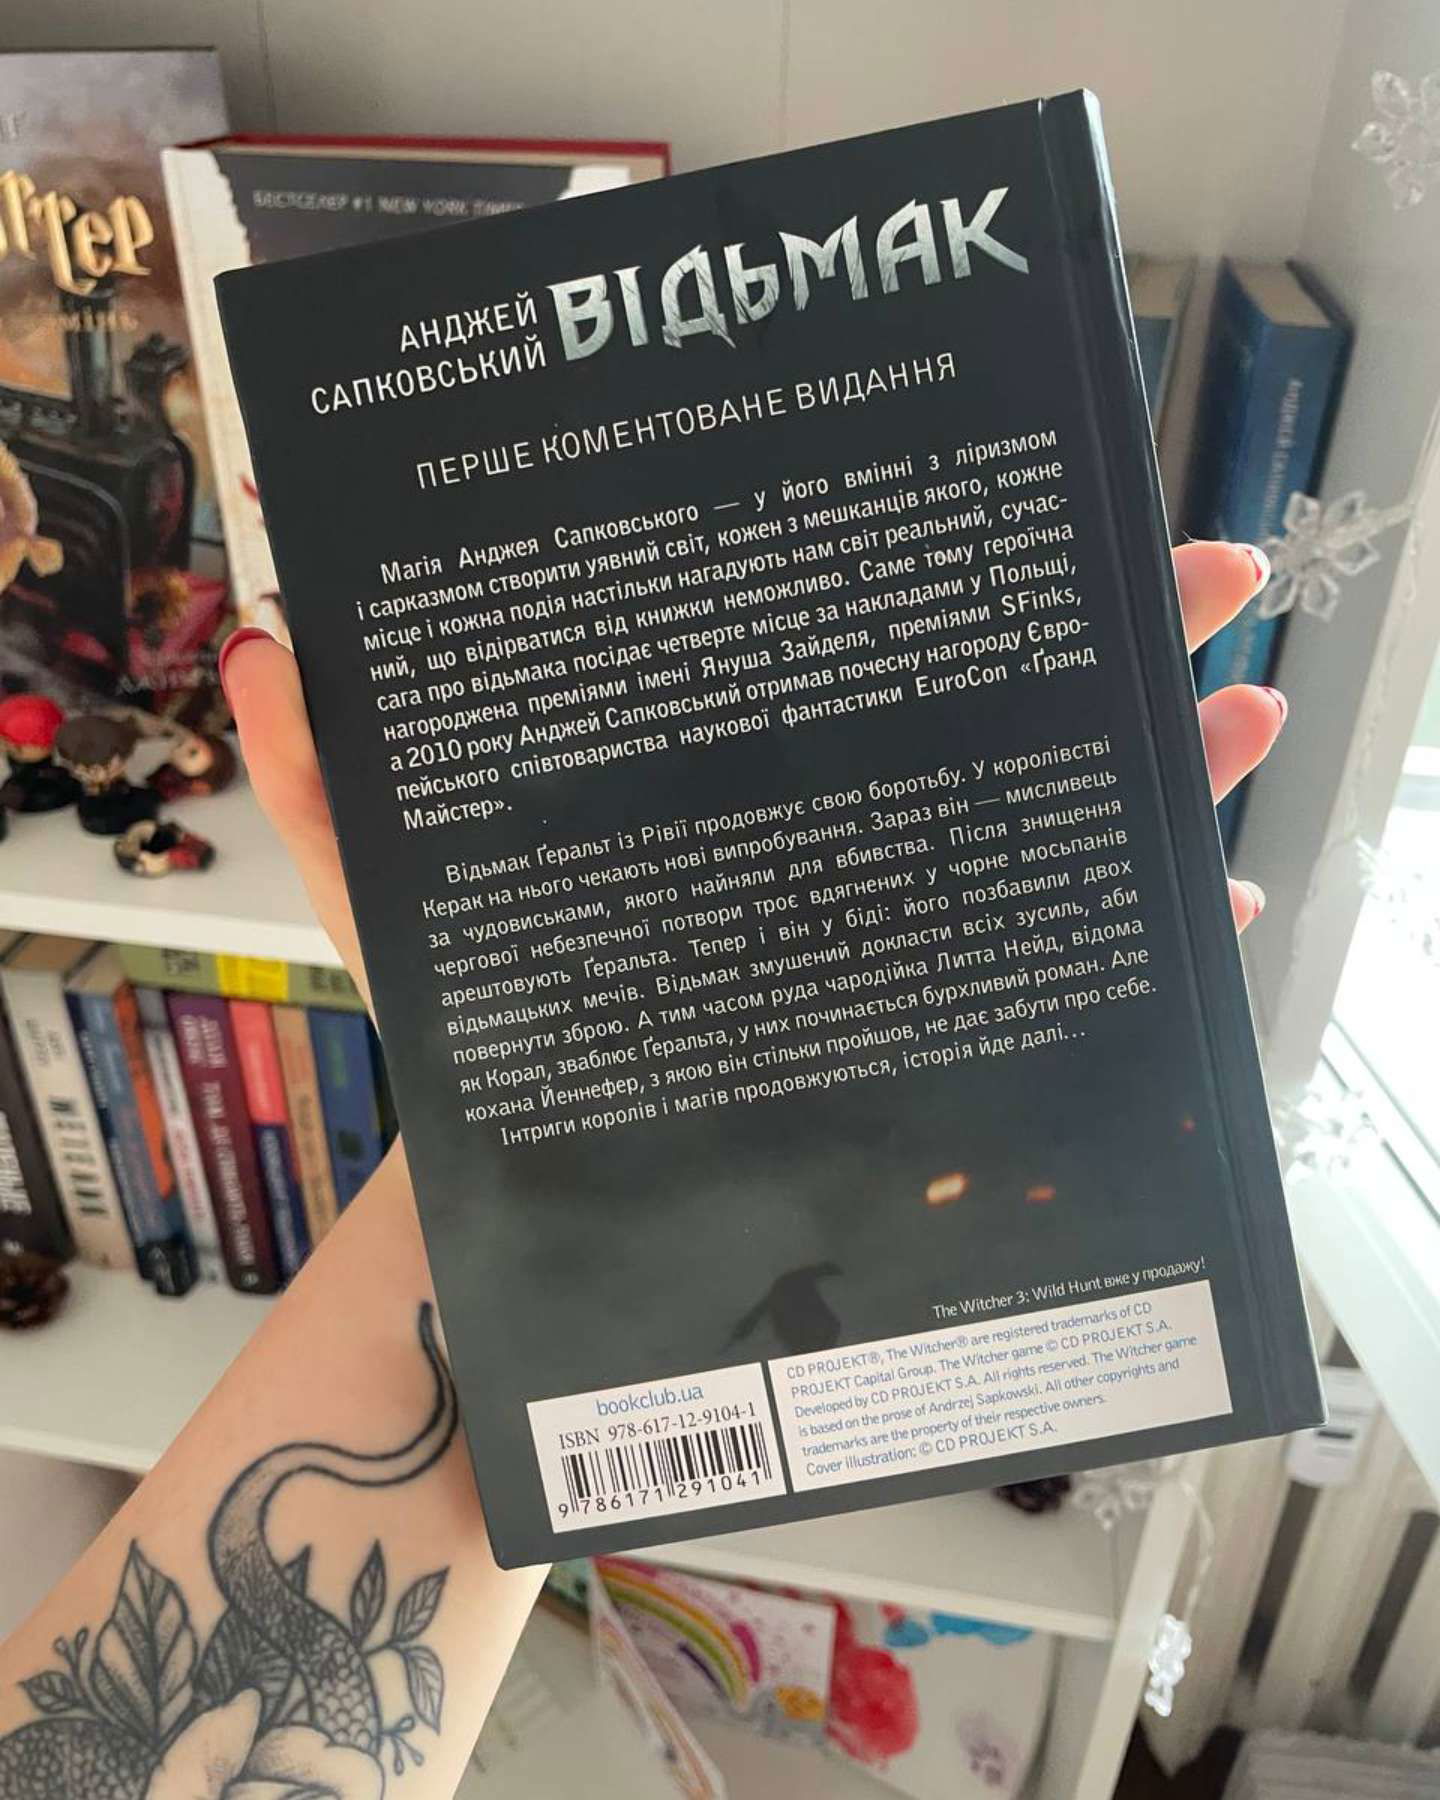 ттер
БЕСТСЕЛЕР #1 NEW YORK TIMES
АНДЖЕЙ
САПКОВСЬКИЙ
ВІДЬМАК
ПЕРШЕ КОМЕНТОВАНЕ ВИДАННЯ
Магія Анджея Сапковського — у його вмінні з ліризмом
і сарказмом створити уявний світ, кожен з мешканців якого, кожне
місце і кожна подія настільки нагадують нам світ реальний, сучас-
ний, що відірватися від книжки неможливо. Саме тому героїчна
сага про відьмака посідає четверте місце за накладами у Польщі,
нагороджена преміями імені Януша Зайделя, преміями SFinks,
а 2010 року Анджей Сапковський отримав почесну нагороду Євро-
пейського співтовариства наукової фантастики EuroCon «Ґранд
Майстер».
Відьмак Ґеральт із Рівії продовжує свою боротьбу. У королівстві
Керак на нього чекають нові випробування. Зараз він — мисливець
за чудовиськами, якого найняли для вбивства. Після знищення
чергової небезпечної потвори троє вдягнених у чорне мосьпанів
арештовують Ґеральта. Тепер і він у біді: його позбавили двох
відьмацьких мечів. Відьмак змушений докласти всіх зусиль, аби
повернути зброю. А тим часом руда чародійка Литта Нейд, відома
як Корал, зваблює Ґеральта, у них починається бурхливий роман. Але
кохана Йеннефер, з якою він стільки пройшов, не дає забути про себе.
Інтриги королів і магів продовжуються, історія йде далі...
The Witcher 3: Wild Hunt вже у продажу!
bookclub.ua
ISBN 978-617-12-9104-1
9 786171 291041
CD PROJEKT®, The Witcher® are registered trademarks of CD
PROJEKT Capital Group. The Witcher game © CD PROJEKT S.A.
Developed by CD PROJEKT S.A. All rights reserved. The Witcher game
is based on the prose of Andrzej Sapkowski. All other copyrights and
trademarks are the property of their respective owners.
Cover illustration: © CD PROJEKT S.A.